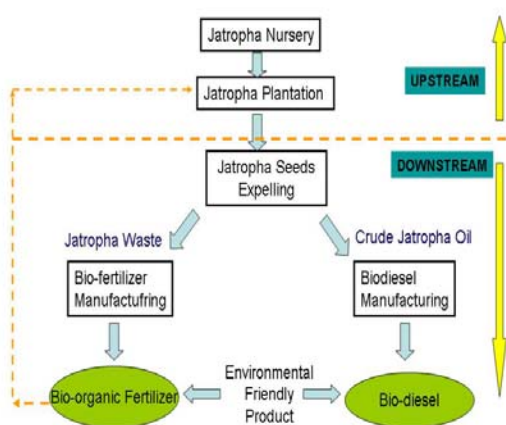 Jatropha Nursery
Jatropha Plantation
UPSTREAM
DOWNSTREAM
Jatropha Seeds
Expelling
Jatropha Waste
Crude Jatropha Oil
Bio-fertilizer
Manufactufring
Biodiesel
Manufacturing
Bio-organic Fertilizer
Environmental
Friendly
Product
Bio-diesel